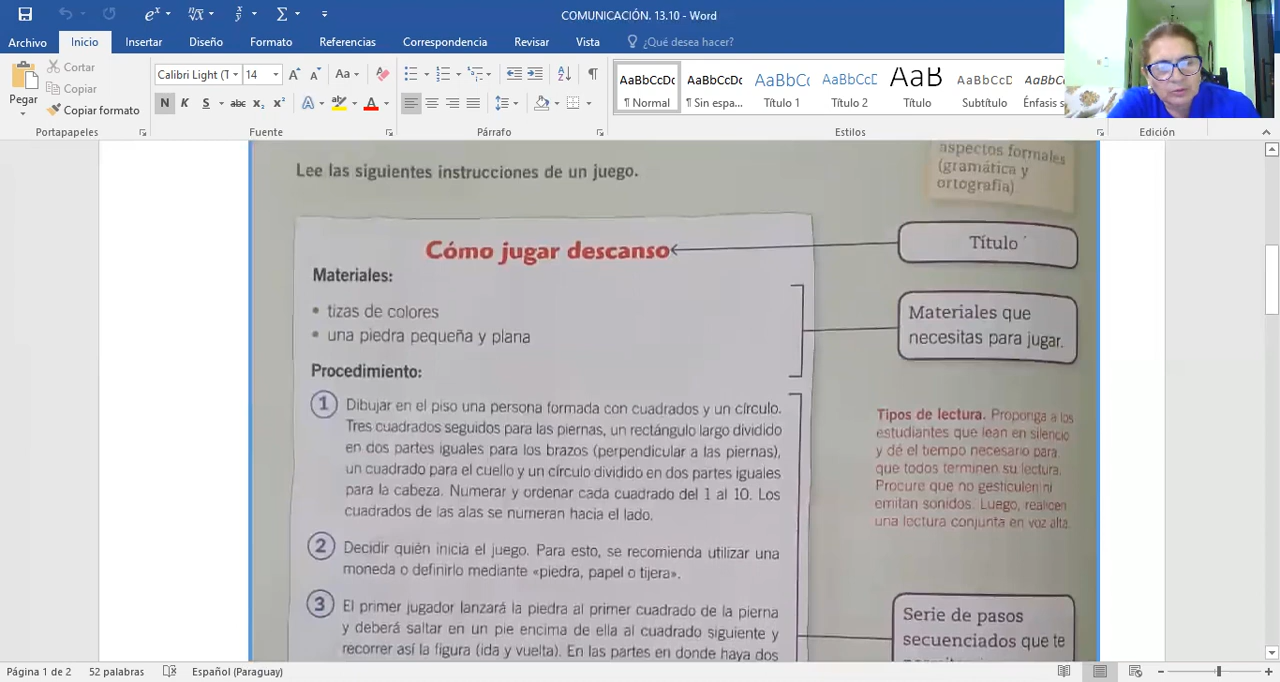 COMUNICACIÓN. 13.10 - Word
Archivo Inicio Insertar Diseño Formato Referencias Correspondencia Revisar Vista ¿Qué desea hacer?
Pegar
Cortar
Copiar
Copiar formato
Calibri Light (T 14
Aa
N K S abc x₂ x²
AaBbCcDc AaBbCcDc AaBbCc AaBbCcD AaB AaBbCcD AaBbCc
¶ Normal ¶ Sin espa... Título 1 Título 2 Título Subtítulo Énfasis s
Portapapeles Fuente Párrafo Estilos Edición
Lee las siguientes instrucciones de un juego.
aspectos formales
(gramática y
ortografía)
Cómo jugar descanso
Título
Materiales:
• tizas de colores
• una piedra pequeña y plana
Materiales que
necesitas para jugar.
Procedimiento:
1 Dibujar en el piso una persona formada con cuadrados y un círculo.
Tres cuadrados seguidos para las piernas, un rectángulo largo dividido
en dos partes iguales para los brazos (perpendicular a las piernas),
un cuadrado para el cuello y un círculo dividido en dos partes iguales
para la cabeza. Numerar y ordenar cada cuadrado del 1 al 10. Los
cuadrados de las alas se numeran hacia el lado.
Tipos de lectura. Proponga a los
estudiantes que lean en silencio
y dé el tiempo necesario para
que todos terminen su lectura.
Procure que no gesticulen ni
emitan sonidos. Luego, realicen
una lectura conjunta en voz alta.
2 Decidir quién inicia el juego. Para esto, se recomienda utilizar una
moneda o definirlo mediante «piedra, papel o tijera».
3 El primer jugador lanzará la piedra al primer cuadrado de la pierna
y deberá saltar en un pie encima de ella al cuadrado siguiente y
recorrer así la figura (ida y vuelta). En las partes en donde haya dos
Serie de pasos
secuenciados que te
Página 1 de 2 52 palabras Español (Paraguay)